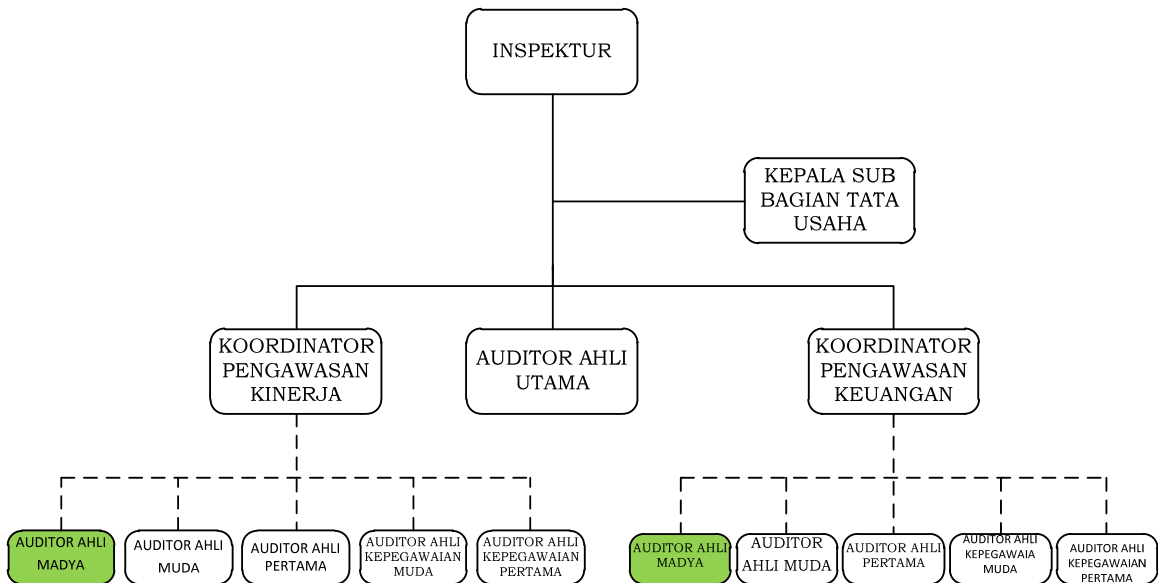 INSPEKTUR
KEPALA SUB
BAGIAN TATA
USAHA
KOORDINATOR
PENGAWASAN
KINERJA
AUDITOR AHLI
UTAMA
KOORDINATOR
PENGAWASAN
KEUANGAN
AUDITOR AHLI
MADYA
AUDITOR AHLI
MUDA
AUDITOR AHLI
PERTAMA
AUDITOR AHLI
KEPEGAWAIAN
MUDA
AUDITOR AHLI
KEPEGAWAIAN
PERTAMA
AUDITOR AHLI
MADYA
AUDITOR
AHLI MUDA
AUDITOR AHLI
PERTAMA
AUDITOR AHLI
KEPEGAWAIA
MUDA
AUDITOR AHLI
KEPEGAWAIAN
PERTAMA